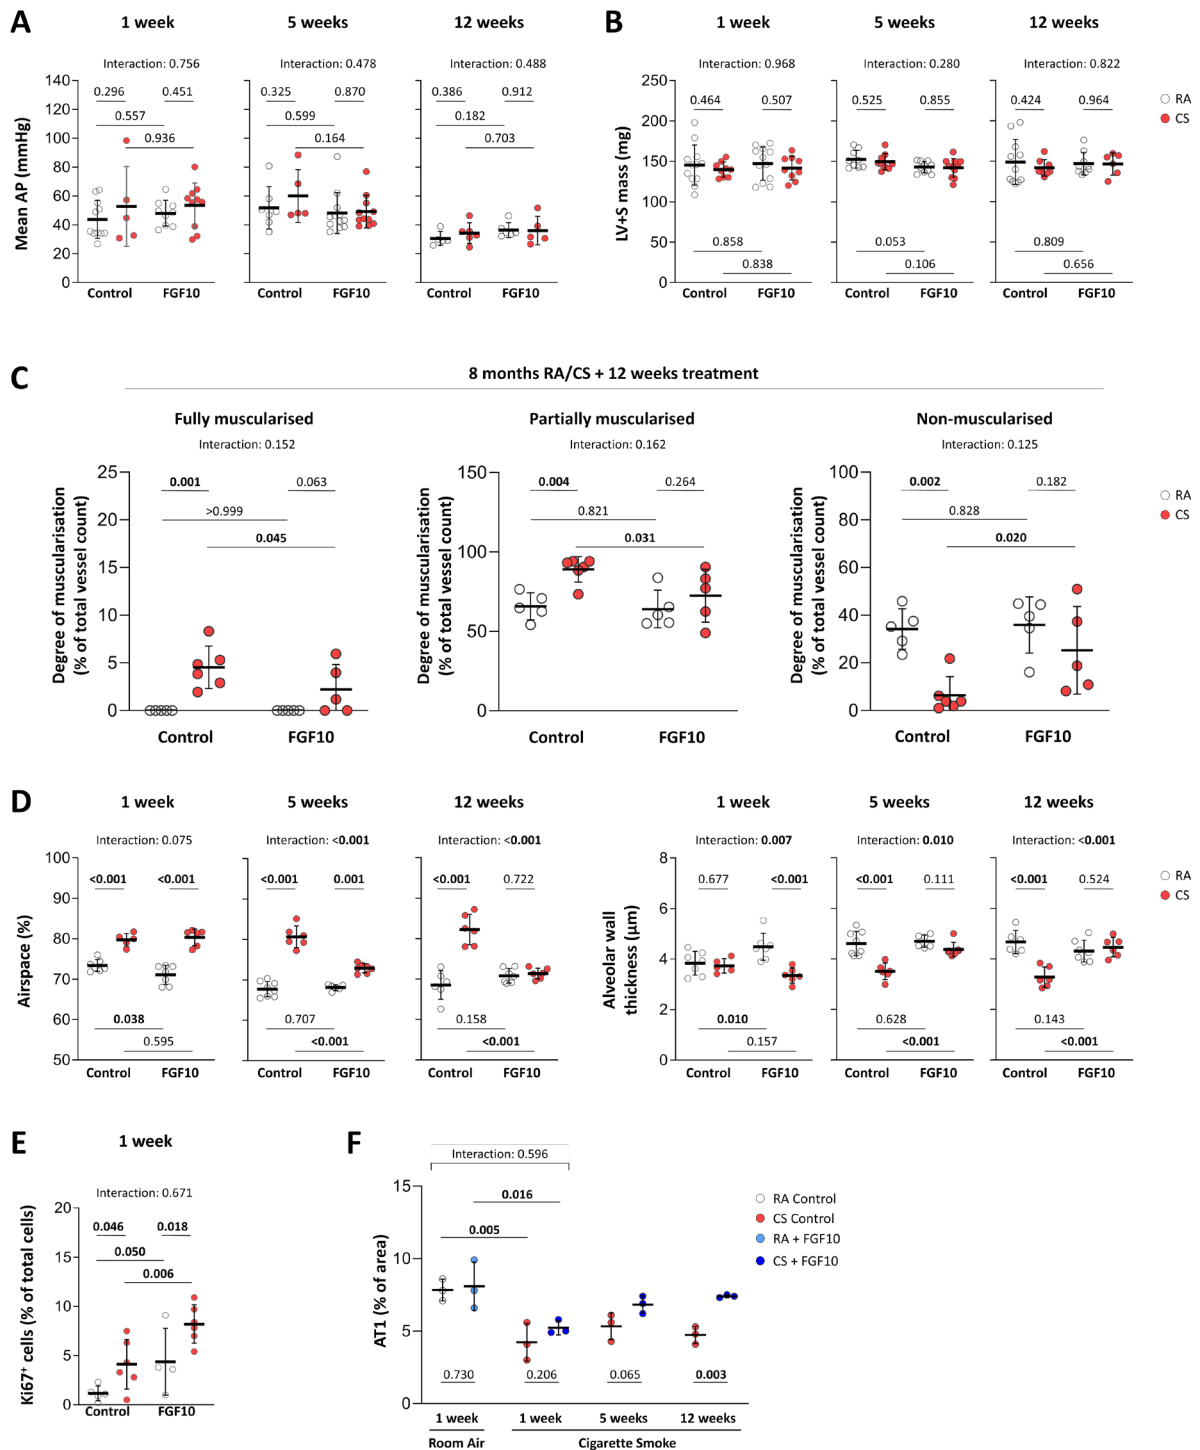 A
1 week
5 weeks
12 weeks
Interaction: 0.756
Interaction: 0.478
Interaction: 0.488
Mean AP (mmHg)
140
120
100
80
60
40
20
0
0.296
0.451
0.557
0.936
0.325
0.870
0.599
0.164
0.386
0.912
0.182
0.703
Control
FGF10
Control
FGF10
Control
FGF10
B
1 week
5 weeks
12 weeks
Interaction: 0.968
Interaction: 0.280
Interaction: 0.822
LV+S mass (mg)
250
200
150
100
50
0
0.464
0.507
0.858
0.838
0.525
0.855
0.053
0.106
0.424
0.964
0.809
0.656
Control
FGF10
Control
FGF10
Control
FGF10
RA
CS
C
8 months RA/CS + 12 weeks treatment
Fully muscularised
Interaction: 0.152
Degree of muscularisation
(% of total vessel count)
25
20
15
10
5
0
0.001
0.063
>0.999
0.045
Control
FGF10
Partially muscularised
Interaction: 0.162
Degree of muscularisation
(% of total vessel count)
150
100
50
0
0.004
0.264
0.821
0.031
Control
FGF10
Non-muscularised
Interaction: 0.125
Degree of muscularisation
(% of total vessel count)
100
80
60
40
20
0
0.002
0.182
0.828
0.020
Control
FGF10
RA
CS
D
1 week
5 weeks
12 weeks
Interaction: 0.075
Interaction: <0.001
Interaction: <0.001
Airspace (%)
100
90
80
70
60
50
<0.001
<0.001
0.038
0.595
<0.001
0.001
0.707
<0.001
<0.001
0.722
0.158
<0.001
Control
FGF10
Control
FGF10
Control
FGF10
1 week
5 weeks
12 weeks
Interaction: 0.007
Interaction: 0.010
Interaction: <0.001
Alveolar wall
thickness (μm)
8
6
4
2
0
0.677
<0.001
0.010
0.157
<0.001
0.111
0.628
<0.001
<0.001
0.524
0.143
<0.001
Control
FGF10
Control
FGF10
Control
FGF10
RA
CS
E
1 week
Interaction: 0.671
Ki67+ cells (% of total cells)
20
15
10
5
0
0.046
0.018
0.050
0.006
Control
FGF10
F
Interaction: 0.596
AT1 (% of area)
15
10
5
0
0.016
0.005
0.730
0.206
0.065
0.003
1 week
1 week
5 weeks
12 weeks
Room Air
Cigarette Smoke
RA Control
CS Control
RA + FGF10
CS + FGF10